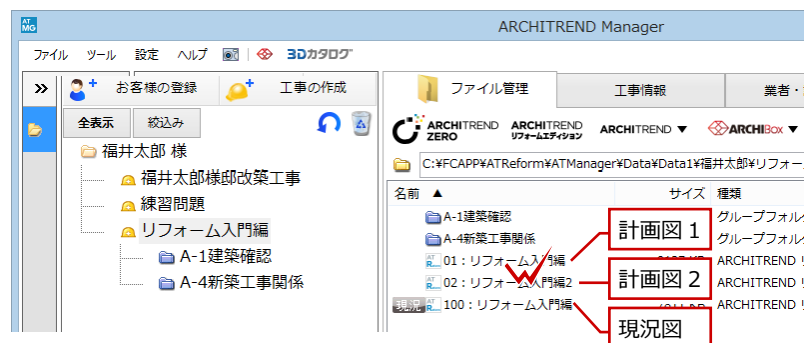 AT
MG
ARCHITREND Manager
ファイル ツール 設定 ヘルプ 3Dカタログ
お客様の登録 工事の作成
全表示 絞込み
福井太郎 様
福井太郎様邸改築工事
練習問題
リフォーム入門編
A-1建築確認
A-4新築工事関係
ファイル管理 工事情報 業者・
ARCHITREND ZERO
ARCHITREND リフォームエディション
ARCHITREND ▼ ARCHIBox ▼
C:¥FCAPP¥ATReform¥ATManager¥Data¥Data1¥福井太郎¥リフォー
名前 ▲ サイズ 種類
A-1建築確認 グループフォル
A-4新築工事関係 グループフォル
01：リフォーム入門編 ARCHITREND
02：リフォーム入門編2 ARCHITREND
現況 100：リフォーム入門編 ARCHITREND
計画図 1
計画図 2
現況図